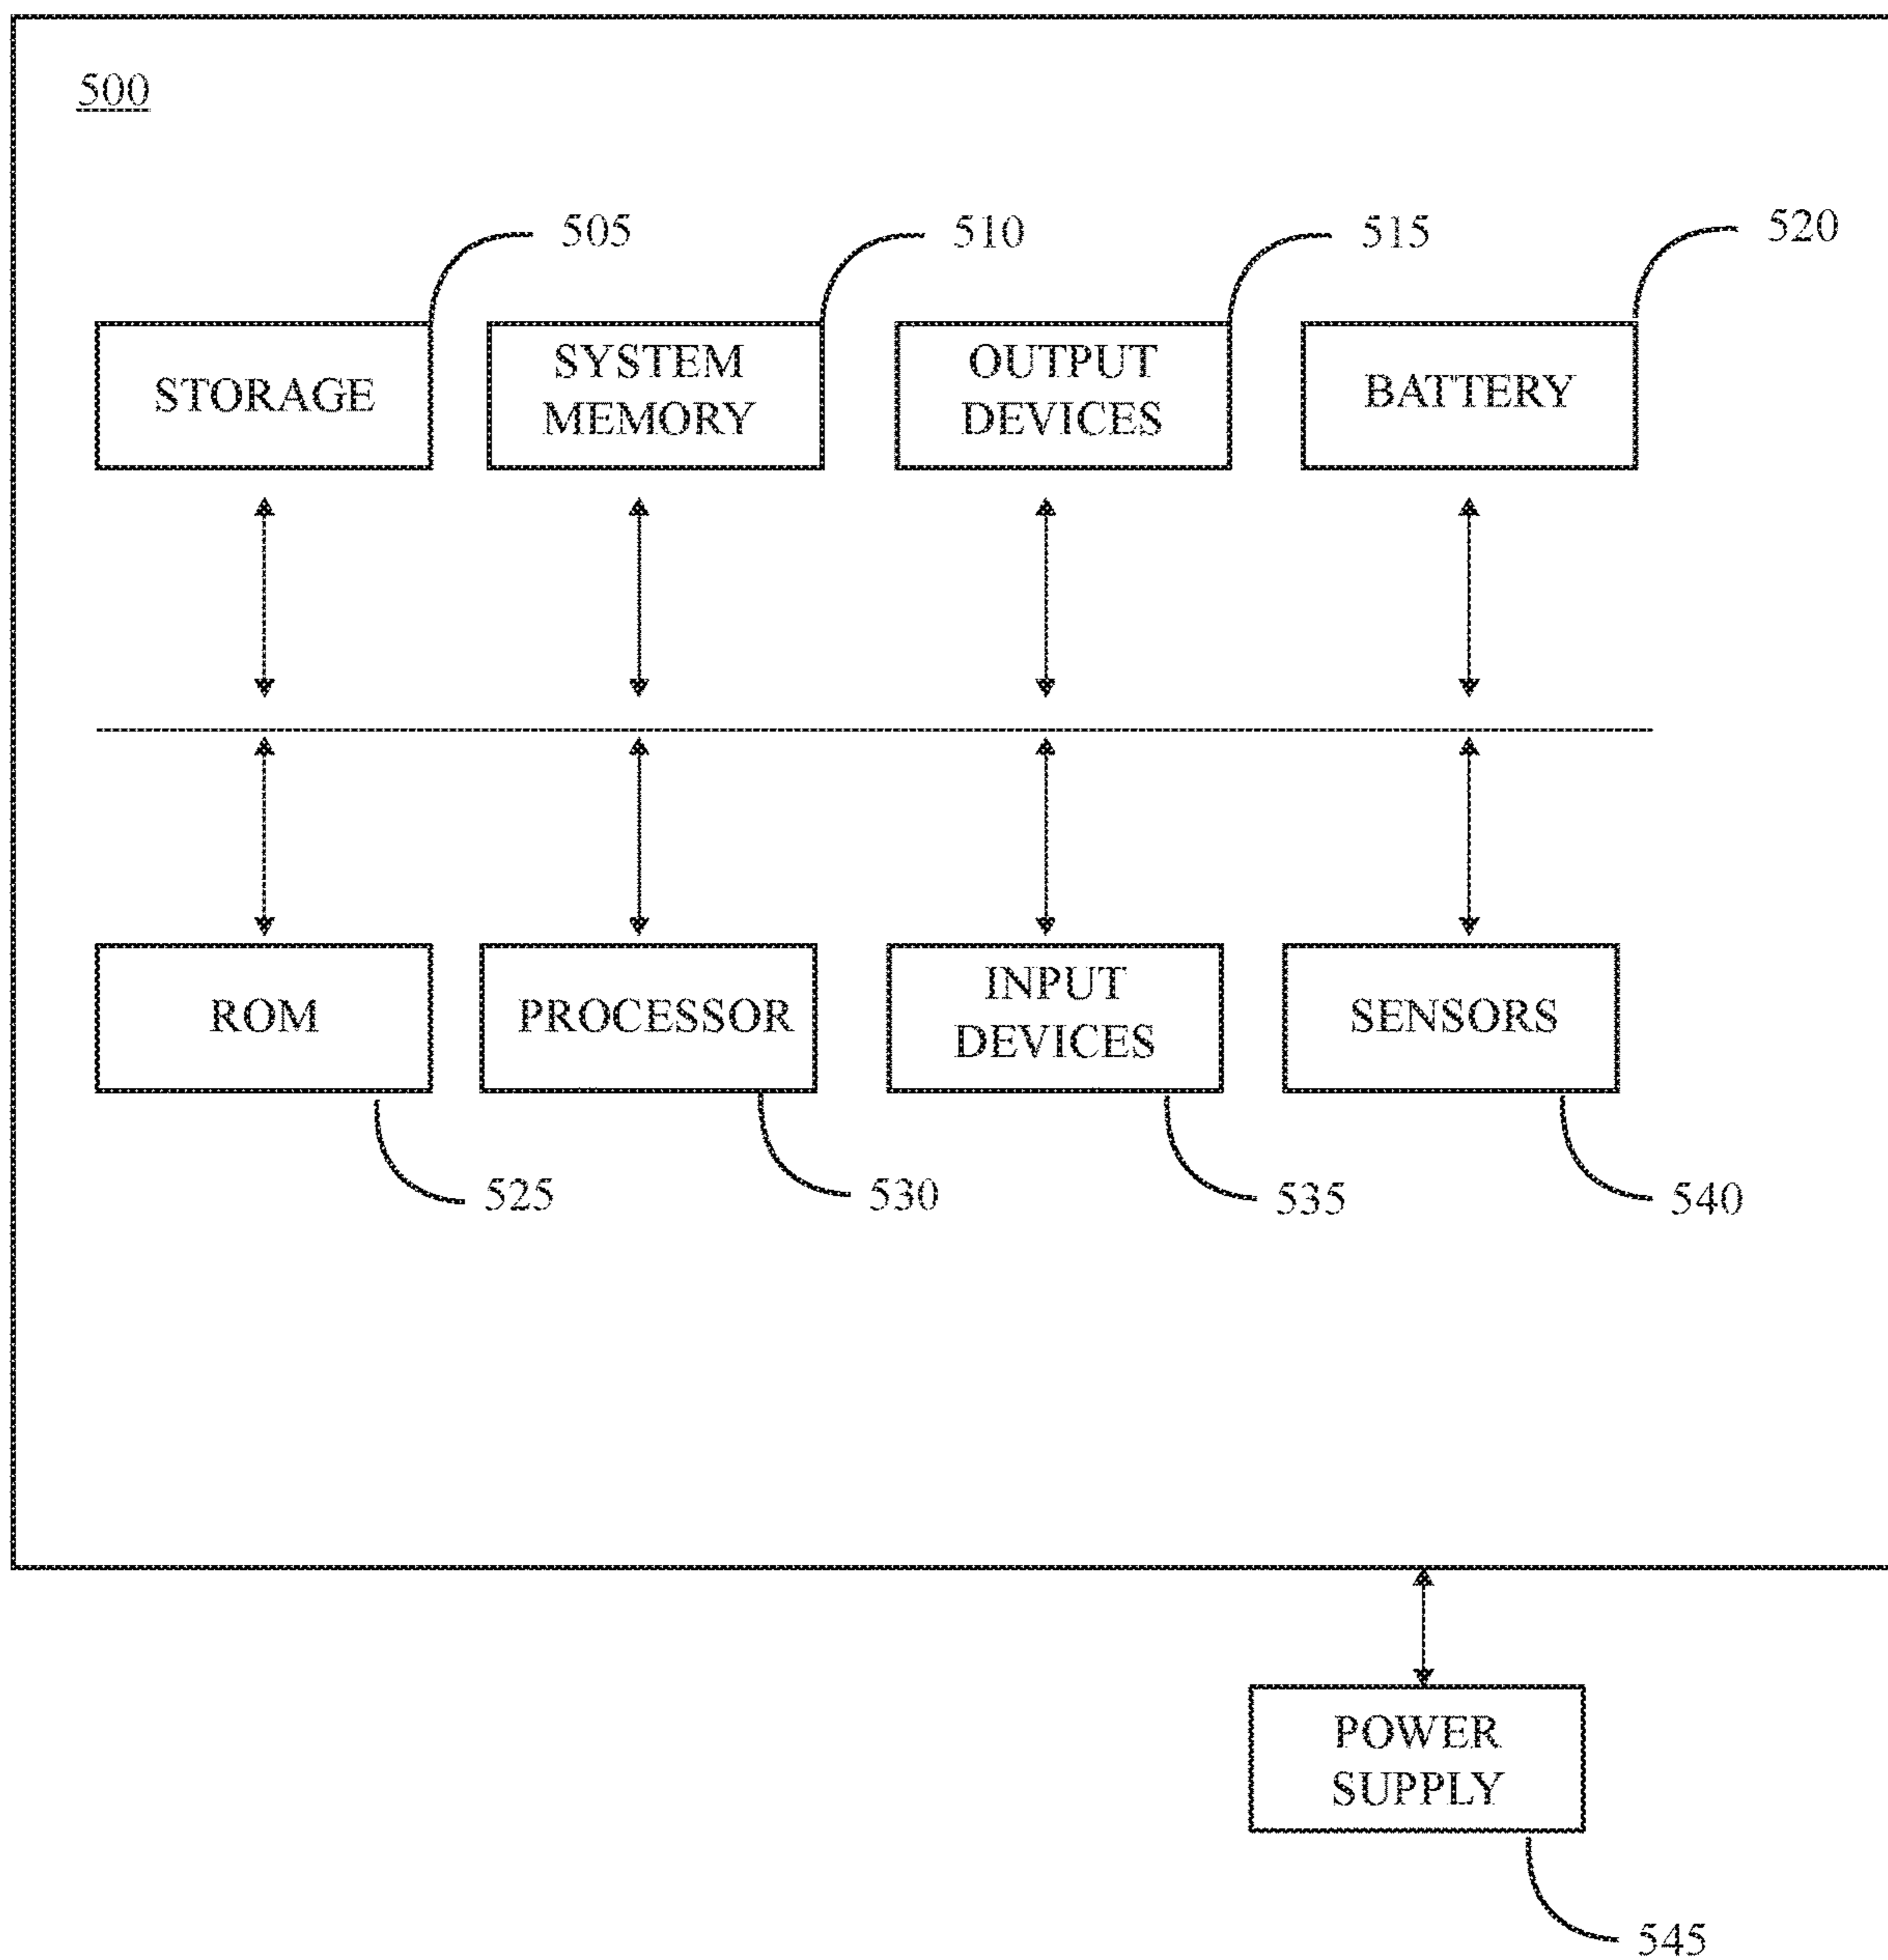 500
505
510
515
520
STORAGE
SYSTEM
MEMORY
OUTPUT
DEVICES
BATTERY
ROM
PROCESSOR
INPUT
DEVICES
SENSORS
525
530
535
540
POWER
SUPPLY
545